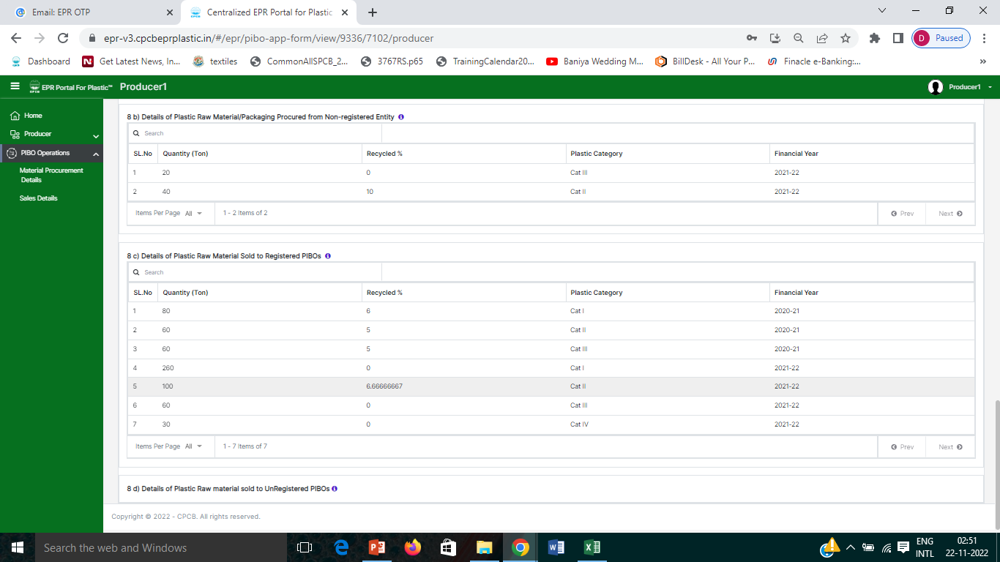 Email: EPR OTP
Centralized EPR Portal for Plastic
epr-v3.cpcbeprplastic.in/#/epr/pibo-app-form/view/9336/7102/producer
D Paused
Dashboard
Get Latest News, In...
textiles
CommonAllSPCB_2...
3767RS.p65
TrainingCalendar20...
Baniya Wedding M...
BillDesk - All Your P...
Finacle e-Banking:...
»
EPR Portal For Plastic™ Producer1
Producer1
Home
Producer
PIBO Operations
Material Procurement
Details
Sales Details
8 b) Details of Plastic Raw Material/Packaging Procured from Non-registered Entity
Search
SL.No Quantity (Ton) Recycled % Plastic Category Financial Year
1 20 0 Cat III 2021-22
2 40 10 Cat II 2021-22
Items Per Page All 1 - 2 Items of 2 Prev Next
8 c) Details of Plastic Raw Material Sold to Registered PIBOs
Search
SL.No Quantity (Ton) Recycled % Plastic Category Financial Year
1 80 6 Cat I 2020-21
2 60 5 Cat II 2020-21
3 60 5 Cat III 2020-21
4 260 0 Cat I 2021-22
5 100 6.66666667 Cat II 2021-22
6 60 0 Cat III 2021-22
7 30 0 Cat IV 2021-22
Items Per Page All 1 - 7 Items of 7 Prev Next
8 d) Details of Plastic Raw material sold to UnRegistered PIBOs
Copyright © 2022 - CPCB. All rights reserved.
Search the web and Windows
ENG
INTL
02:51
22-11-2022